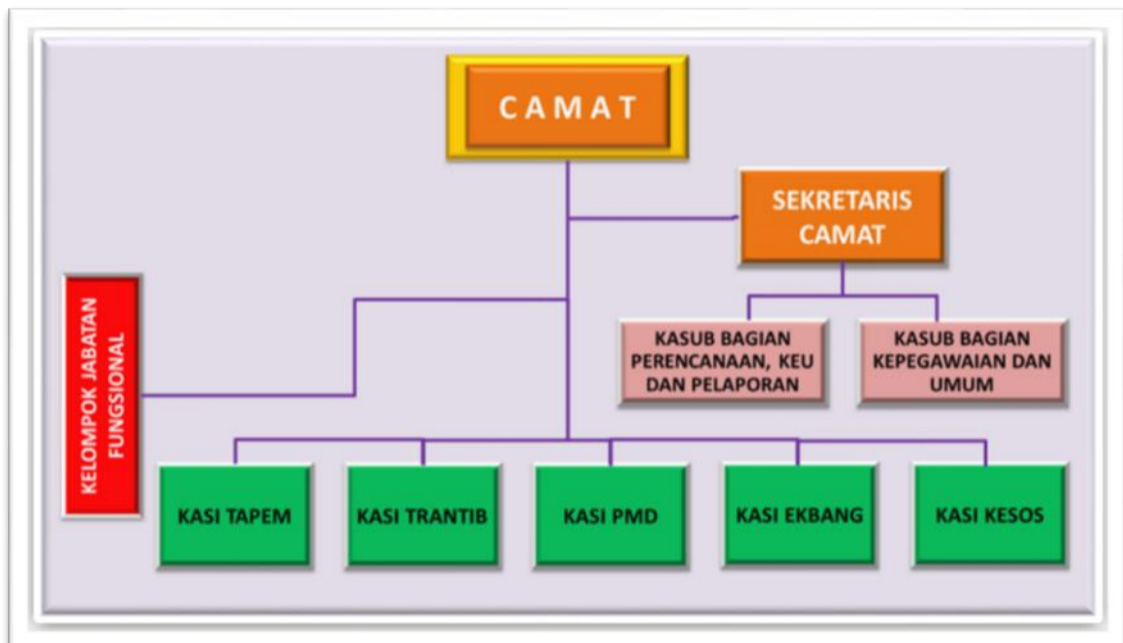 C A M A T
SEKRETARIS
CAMAT
KELOMPOK JABATAN
FUNGSIONAL
KASUB BAGIAN
PERENCANAAN, KEU
DAN PELAPORAN
KASUB BAGIAN
KEPEGAWAIAN DAN
UMUM
KASI TAPEM
KASI TRANTIB
KASI PMD
KASI EKBANG
KASI KESOS